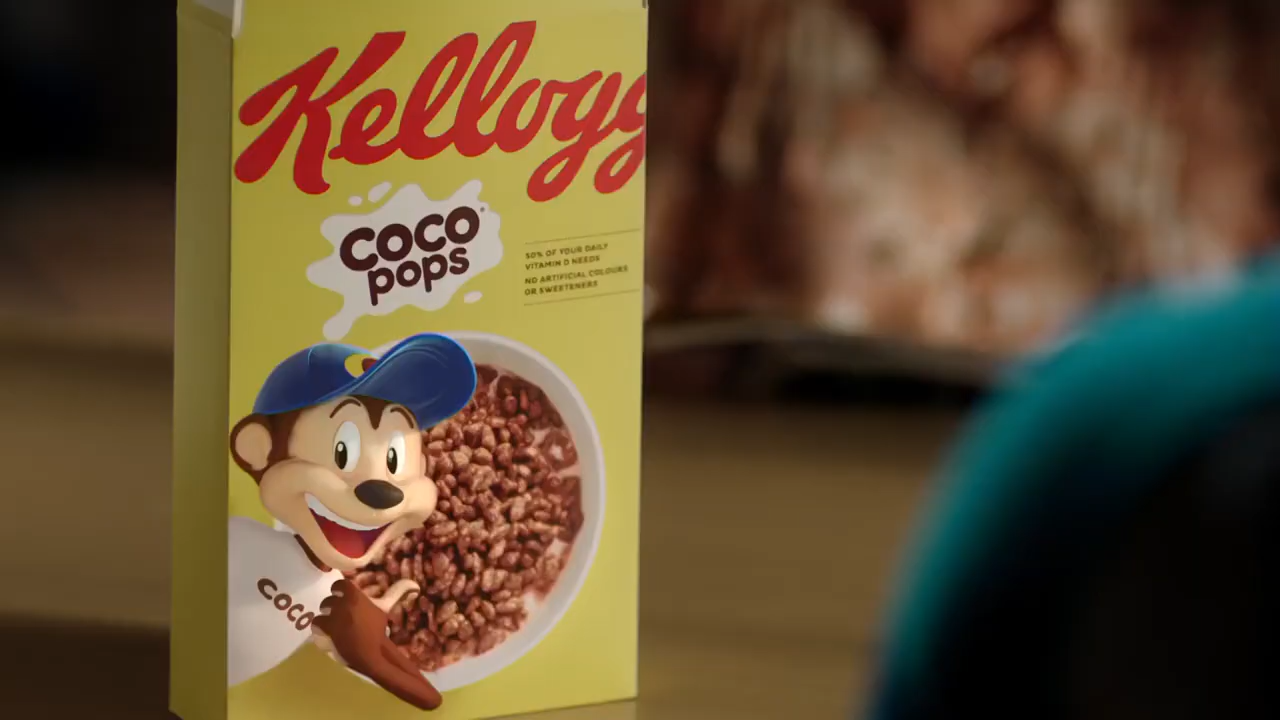 Kellogg
coco
pops
50% OF YOUR DAILY
VITAMIN D NEEDS
NO ARTIFICIAL COLOURS
OR SWEETENERS
COCO